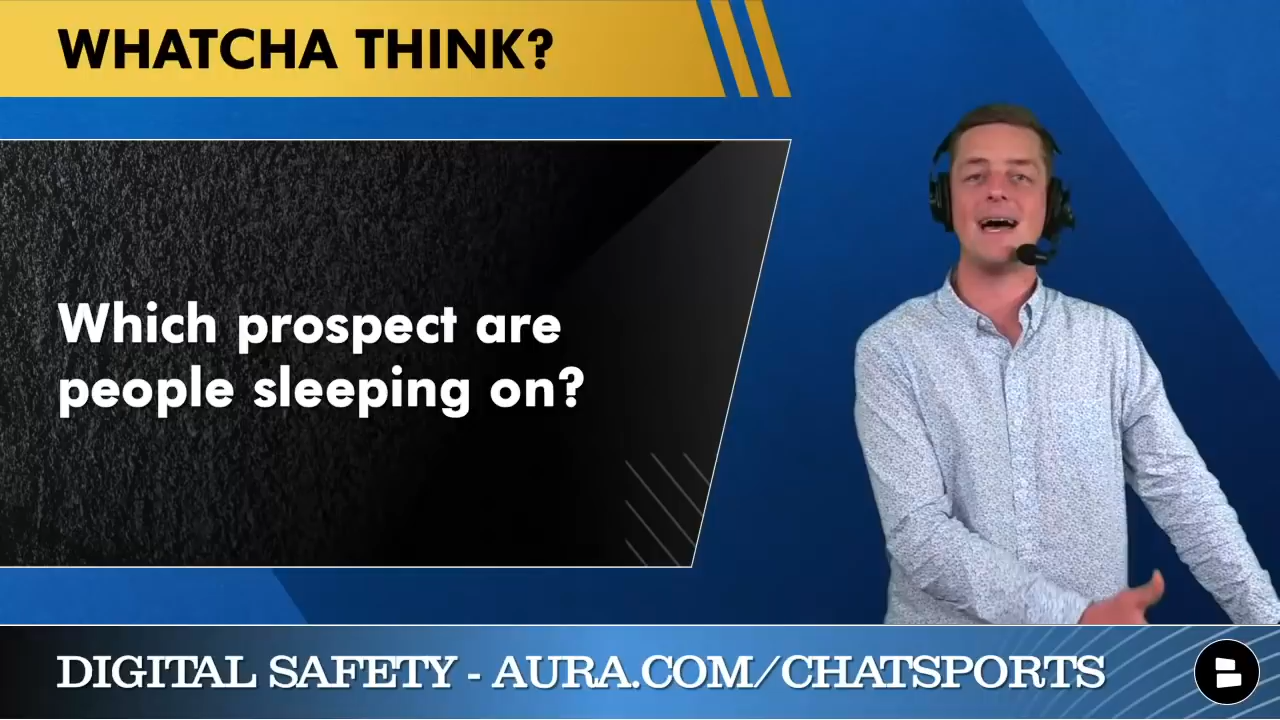 WHATCHA THINK?
Which prospect are
people sleeping on?
DIGITAL SAFETY - AURA.COM/CHATSPORTS